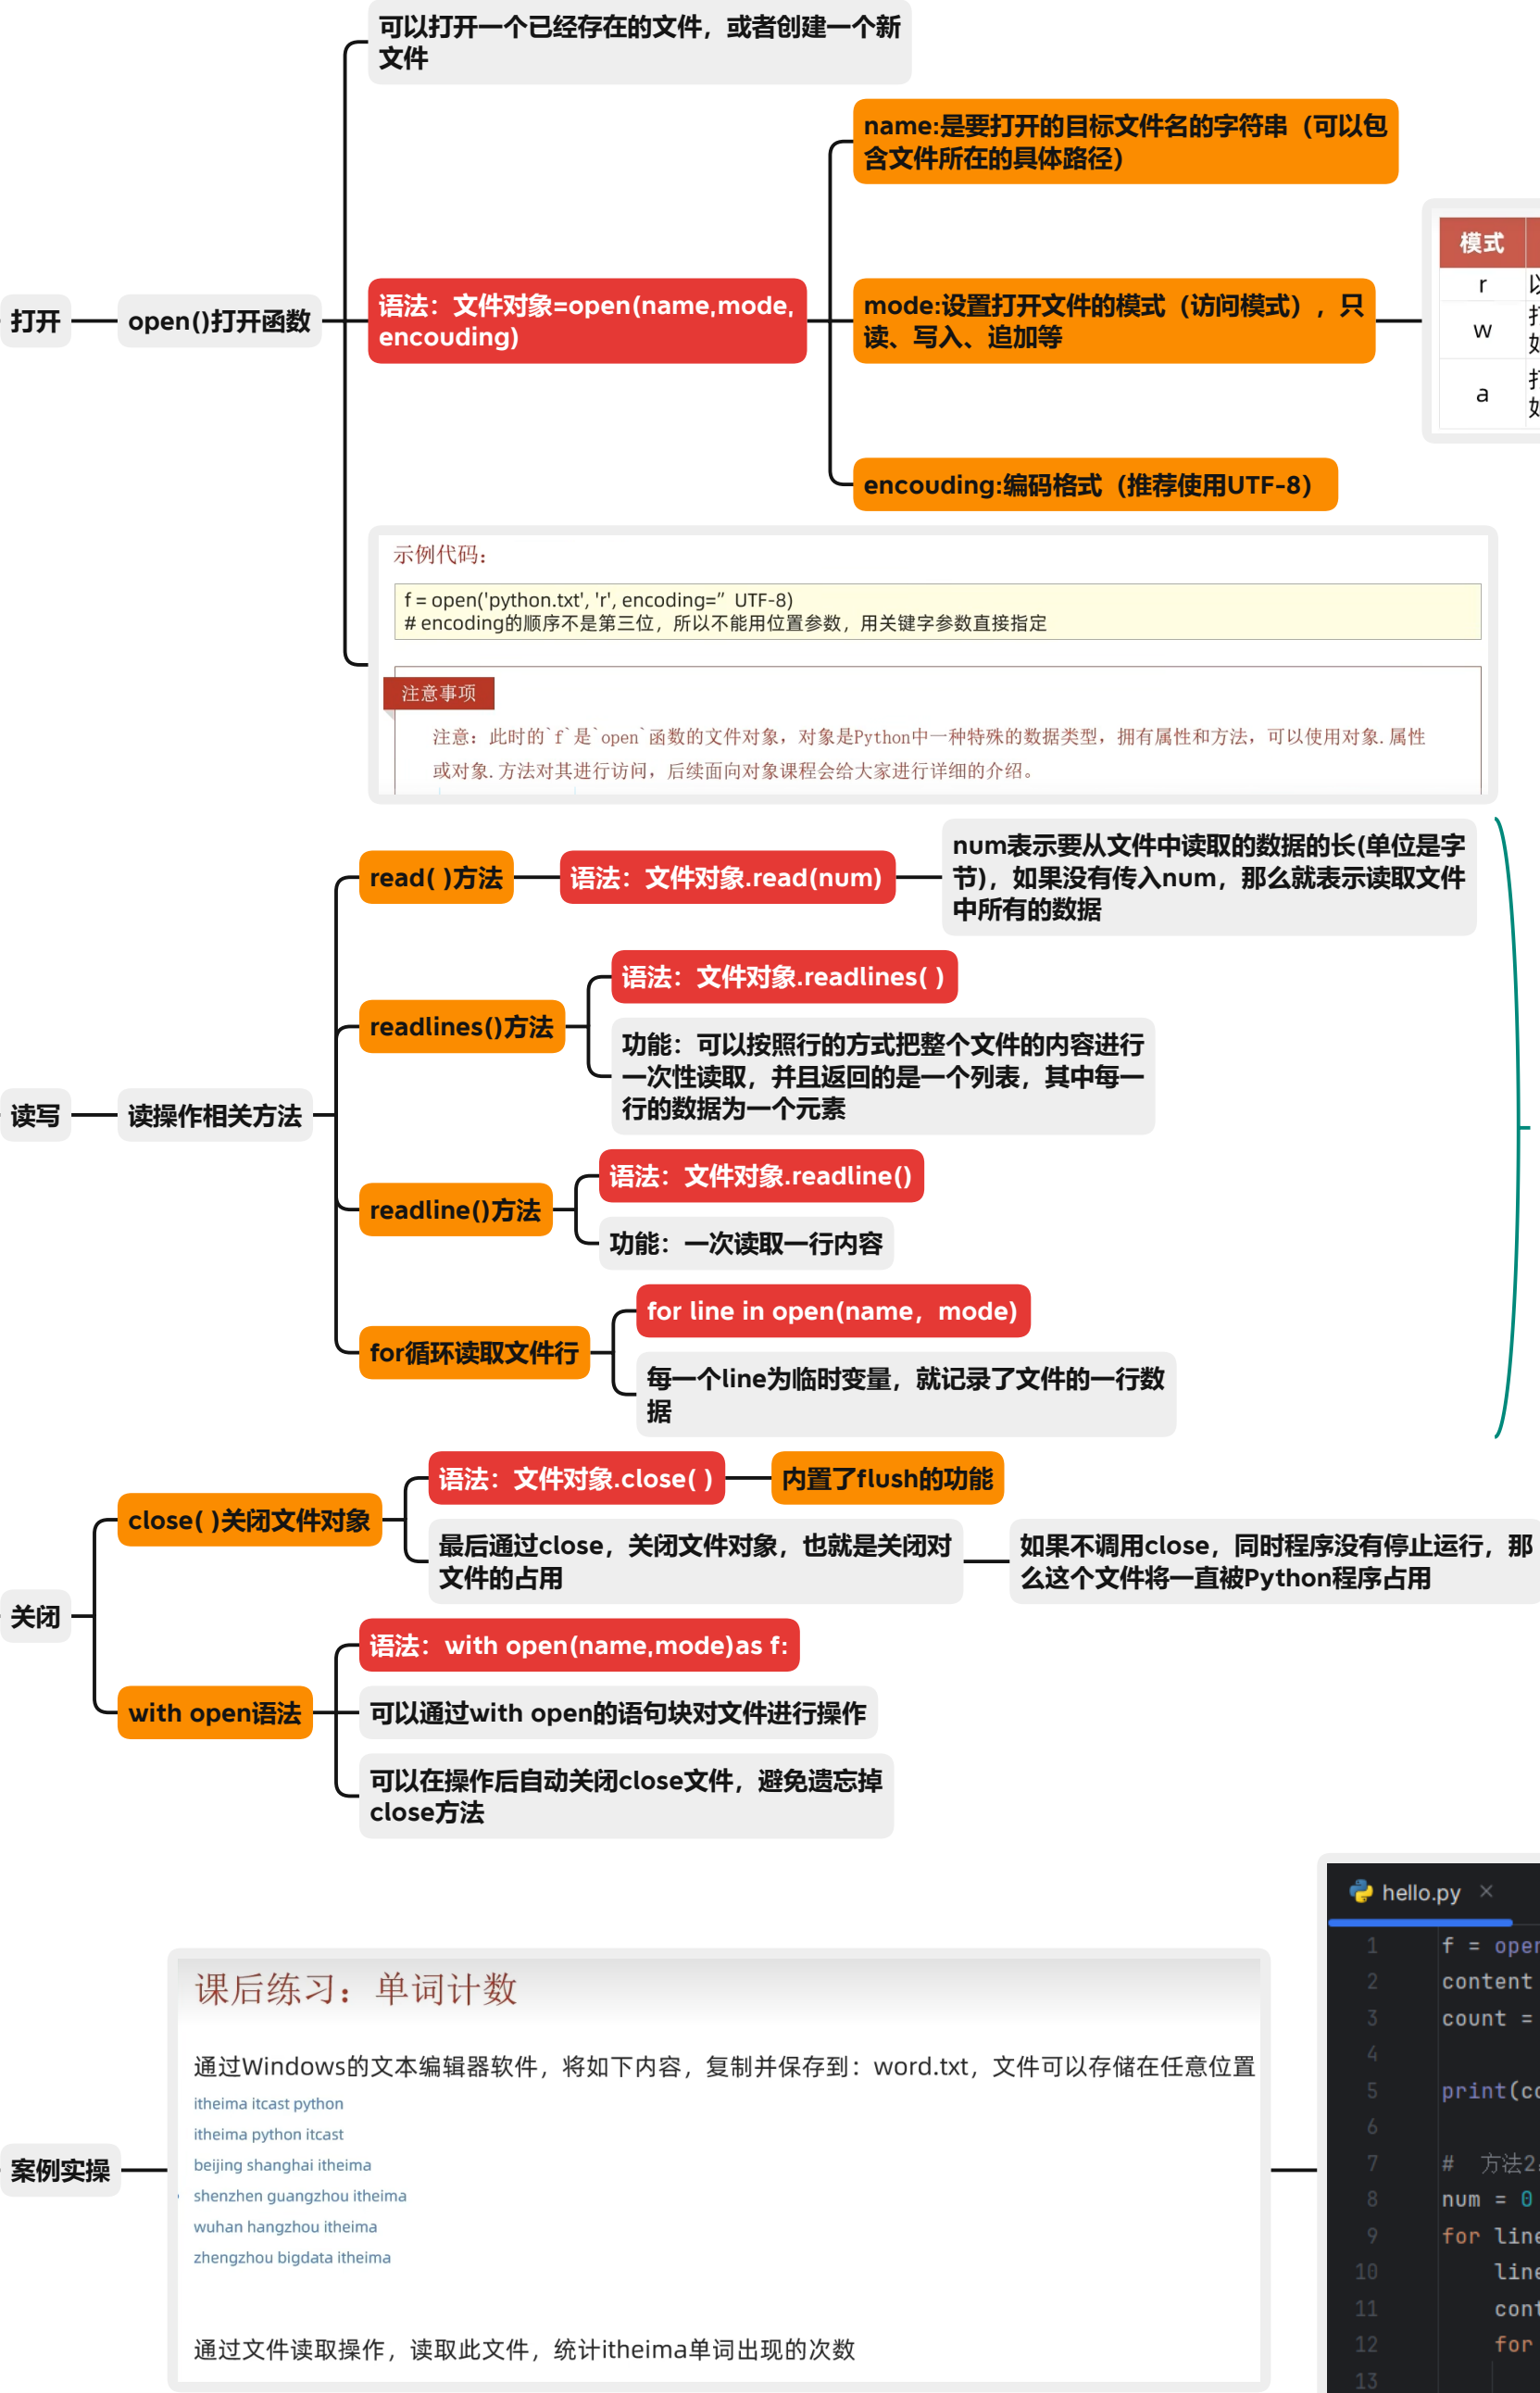 可以打开一个已经存在的文件，或者创建一个新
文件
name:是要打开的目标文件名的字符串（可以包
含文件所在的具体路径）
打开
open()打开函数
语法：文件对象=open(name,mode,
encouding)
mode:设置打开文件的模式（访问模式），只
读、写入、追加等
模式
r
w
a
encouding:编码格式（推荐使用UTF-8）
示例代码：
f = open('python.txt', 'r', encoding=”UTF-8)
# encoding的顺序不是第三位，所以不能用位置参数，用关键字参数直接指定
注意事项
注意：此时的`f`是`open`函数的文件对象，对象是Python中一种特殊的数据类型，拥有属性和方法，可以使用对象.属性
或对象.方法对其进行访问，后续面向对象课程会给大家进行详细的介绍。
读写
读操作相关方法
read( )方法
语法：文件对象.read(num)
num表示要从文件中读取的数据的长(单位是字
节)，如果没有传入num，那么就表示读取文件
中所有的数据
readlines()方法
语法：文件对象.readlines( )
功能：可以按照行的方式把整个文件的内容进行
一次性读取，并且返回的是一个列表，其中每一
行的数据为一个元素
readline()方法
语法：文件对象.readline()
功能：一次读取一行内容
for循环读取文件行
for line in open(name，mode)
每一个line为临时变量，就记录了文件的一行数
据
关闭
close( )关闭文件对象
语法：文件对象.close( )
内置了flush的功能
最后通过close，关闭文件对象，也就是关闭对
文件的占用
如果不调用close，同时程序没有停止运行，那
么这个文件将一直被Python程序占用
with open语法
语法：with open(name,mode)as f:
可以通过with open的语句块对文件进行操作
可以在操作后自动关闭close文件，避免遗忘掉
close方法
案例实操
课后练习：单词计数
通过Windows的文本编辑器软件，将如下内容，复制并保存到：word.txt，文件可以存储在任意位置
itheima itcast python
itheima python itcast
beijing shanghai itheima
shenzhen guangzhou itheima
wuhan hangzhou itheima
zhengzhou bigdata itheima
通过文件读取操作，读取此文件，统计itheima单词出现的次数
hello.py ×
1 f = open
2 content
3 count =
4
5 print(co
6
7 # 方法2
8 num = 0
9 for line
10 line
11 cont
12 for
13